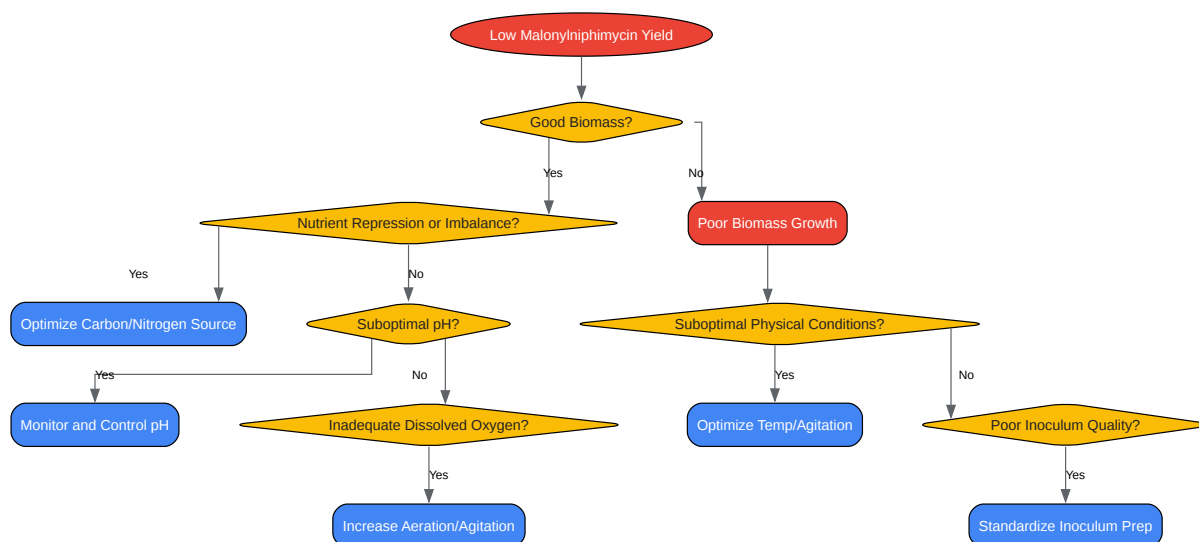 Low Malonylniphimycin Yield
Good Biomass?
Yes
No
Nutrient Repression or Imbalance?
Poor Biomass Growth
Yes
No
Optimize Carbon/Nitrogen Source
Suboptimal pH?
Suboptimal Physical Conditions?
Yes
No
Yes
No
Monitor and Control pH
Inadequate Dissolved Oxygen?
Optimize Temp/Agitation
Poor Inoculum Quality?
Yes
Yes
Increase Aeration/Agitation
Standardize Inoculum Prep